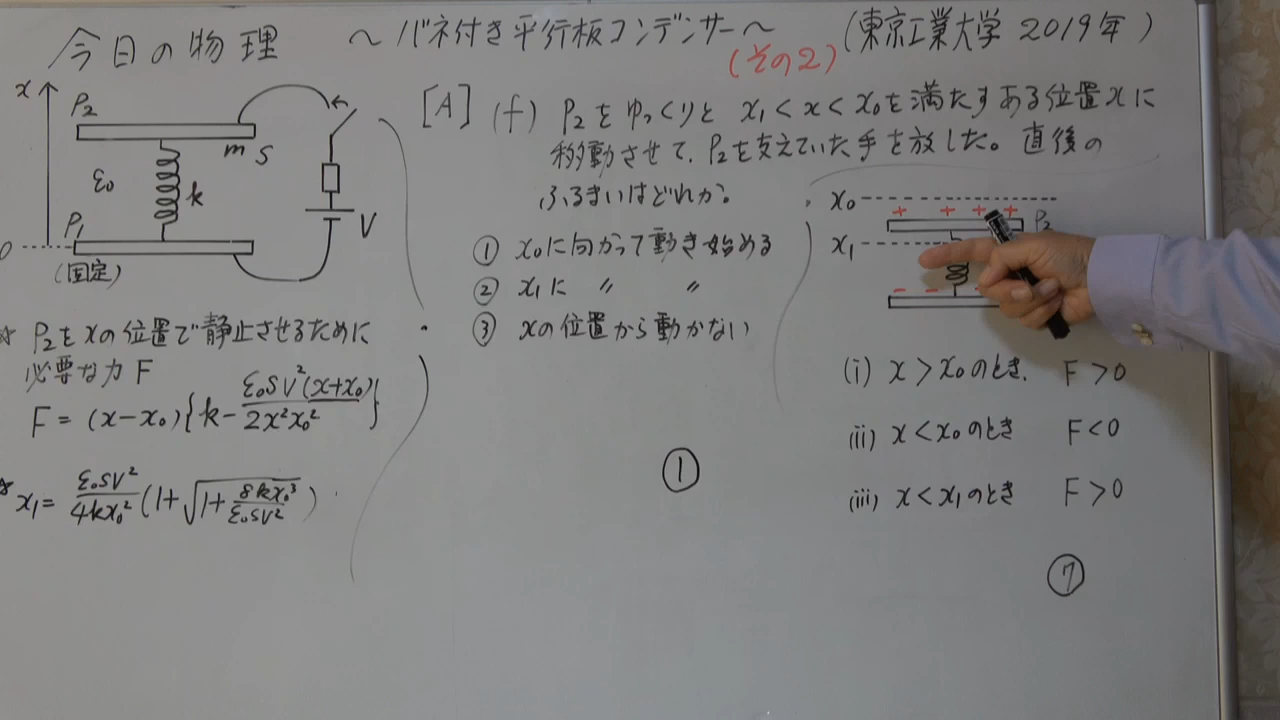 今日の物理 〜バネ付き平行板コンデンサー〜 (東京工業大学 2019年)
(その2)
x
P₂
m S
ε₀
k
P₁
0
(固定)
V
☆ P₂をxの位置で静止させるために
必要な力F
F = (x-x₀){k - ε₀SV²(x+x₀)/2x²x₀²}
☆ x₁ = ε₀SV²/4kx₀² (1+√(1+8kx₀³/ε₀SV²))
[A] (f) P₂をゆっくりと x₁<x<x₀を満たすある位置xに
移動させて、P₂を支えていた手を放した。直後の
ふるまいはどれか?
① x₀に向かって動き始める
② x₁に 〃 〃
③ xの位置から動かない
①
x₀
+ + + +
P₂
x₁
- -
(i) x>x₀のとき、 F>0
(ii) x<x₀のとき F<0
(iii) x<x₁のとき F>0
⑦